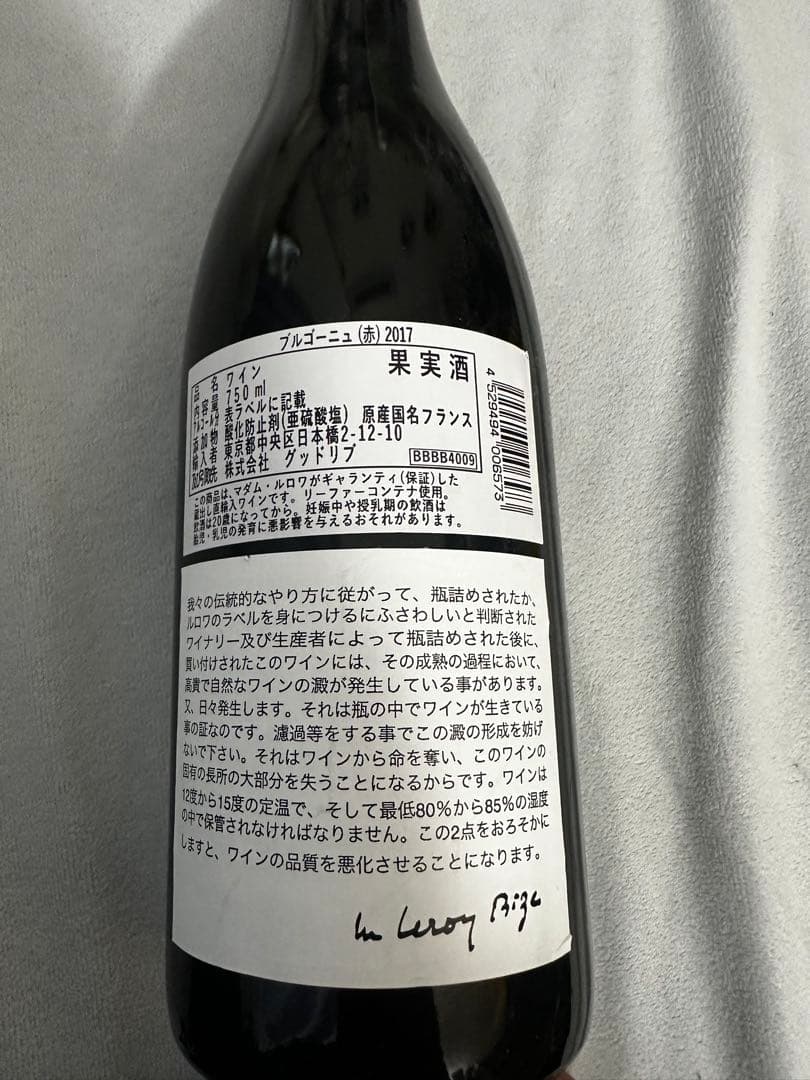 ブルゴーニュ (赤) 2017
果実酒
品名 ワイン
内容量 750 ml
アルコール分 表ラベルに記載
添加物 酸化防止剤(亜硫酸塩) 原産国名フランス
輸入者 東京都中央区日本橋2-12-10
及び引取先 株式会社 グッドリブ
BBBB4009
この商品は、マダム・ルロワがギャランティ(保証)した
蔵出し直輸入ワインです。リーファーコンテナ使用。
飲酒は20歳になってから。妊娠中や授乳期の飲酒は
胎児・乳児の発育に悪影響を与えるおそれがあります。
4 529494 006573
我々の伝統的なやり方に従がって、瓶詰めされたか、
ルロワのラベルを身につけるにふさわしいと判断された
ワイナリー及び生産者によって瓶詰めされた後に、
買い付けされたこのワインには、その成熟の過程において、
高貴で自然なワインの澱が発生している事があります。
又、日々発生します。それは瓶の中でワインが生きている
事の証なのです。濾過等をする事でこの澱の形成を妨げ
ないで下さい。それはワインから命を奪い、このワインの
固有の長所の大部分を失うことになるからです。ワインは
12度から15度の定温で、そして最低80%から85%の湿度
の中で保管されなければなりません。この2点をおろそかに
しますと、ワインの品質を悪化させることになります。
Leroy Bize